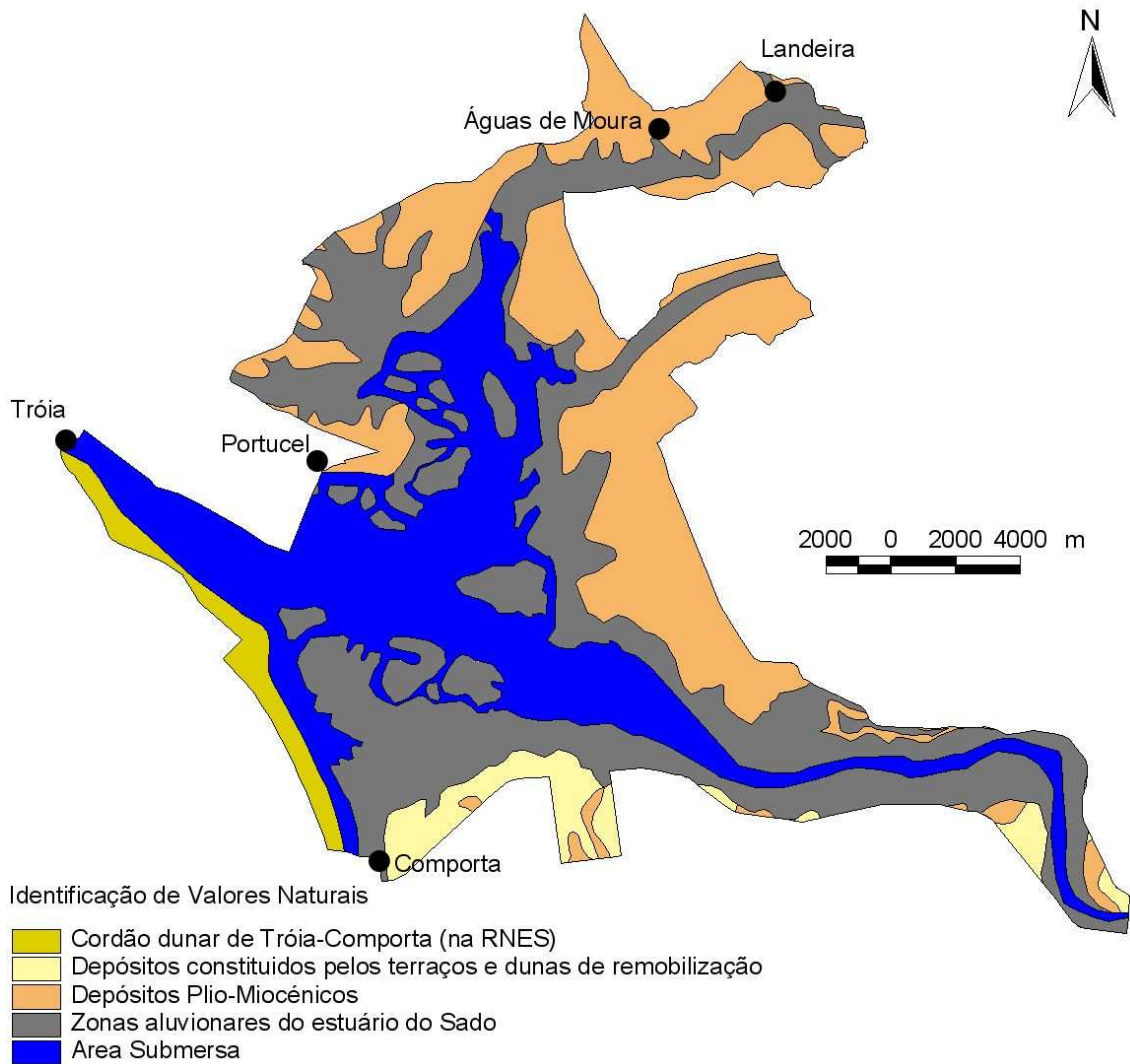 N
Landeira
Águas de Moura
Tróia
Portucel
2000 0 2000 4000 m
Comporta
Identificação de Valores Naturais
Cordão dunar de Tróia-Comporta (na RNES)
Depósitos constituidos pelos terraços e dunas de remobilização
Depósitos Plio-Miocénicos
Zonas aluvionares do estuário do Sado
Area Submersa